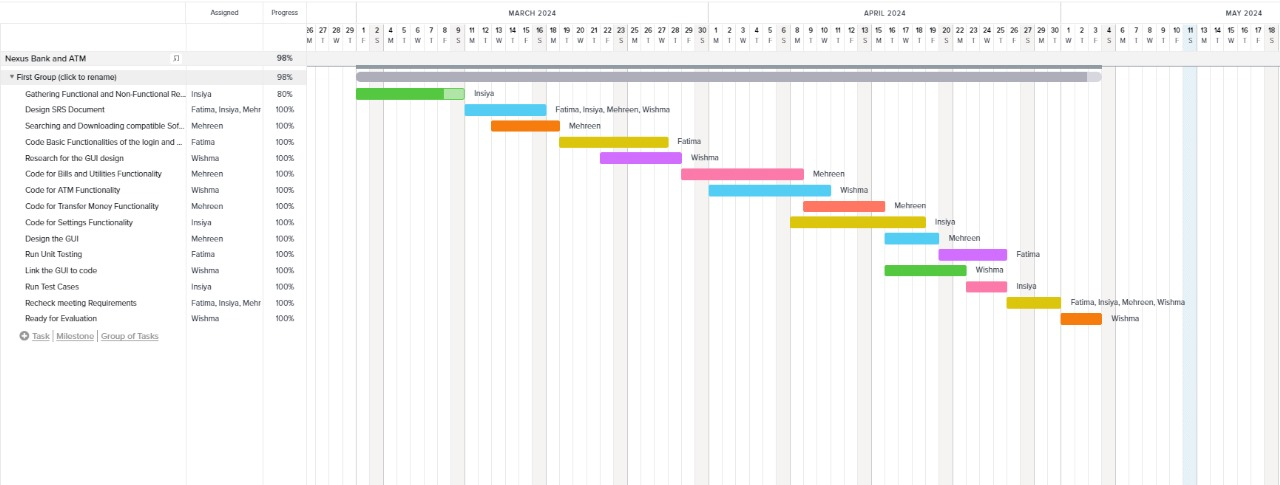 Assigned Progress MARCH 2024 APRIL 2024 MAY 2024
26 27 28 29 1 2 4 5 6 7 8 9 11 12 13 14 15 16 18 19 20 21 22 23 25 26 27 28 29 30 1 2 3 4 5 6 8 9 10 11 12 13 15 16 17 18 19 20 22 23 24 25 26 27 29 30 1 2 3 4 6 7 8 9 10 11 13 14 15 16 17 18
M T W T F S M T W T F S M T W T F S M T W T F S M T W T F S M T W T F S M T W T F S M T W T F S M T W T F S M T W T F S M T W T F S M T W T F S
Nexus Bank and ATM 98%
First Group (click to rename) 98%
Gathering Functional and Non-Functional Re... Insiya 80% Insiya
Design SRS Document Fatima, Insiya, Mehr 100% Fatima, Insiya, Mehreen, Wishma
Searching and Downloading compatible Sof... Mehreen 100% Mehreen
Code Basic Functionalities of the login and ... Fatima 100% Fatima
Research for the GUI design Wishma 100% Wishma
Code for Bills and Utilities Functionality Mehreen 100% Mehreen
Code for ATM Functionality Wishma 100% Wishma
Code for Transfer Money Functionality Mehreen 100% Mehreen
Code for Settings Functionality Insiya 100% Insiya
Design the GUI Mehreen 100% Mehreen
Run Unit Testing Fatima 100% Fatima
Link the GUI to code Wishma 100% Wishma
Run Test Cases Insiya 100% Insiya
Recheck meeting Requirements Fatima, Insiya, Mehr 100% Fatima, Insiya, Mehreen, Wishma
Ready for Evaluation Wishma 100% Wishma
Task | Milestone | Group of Tasks